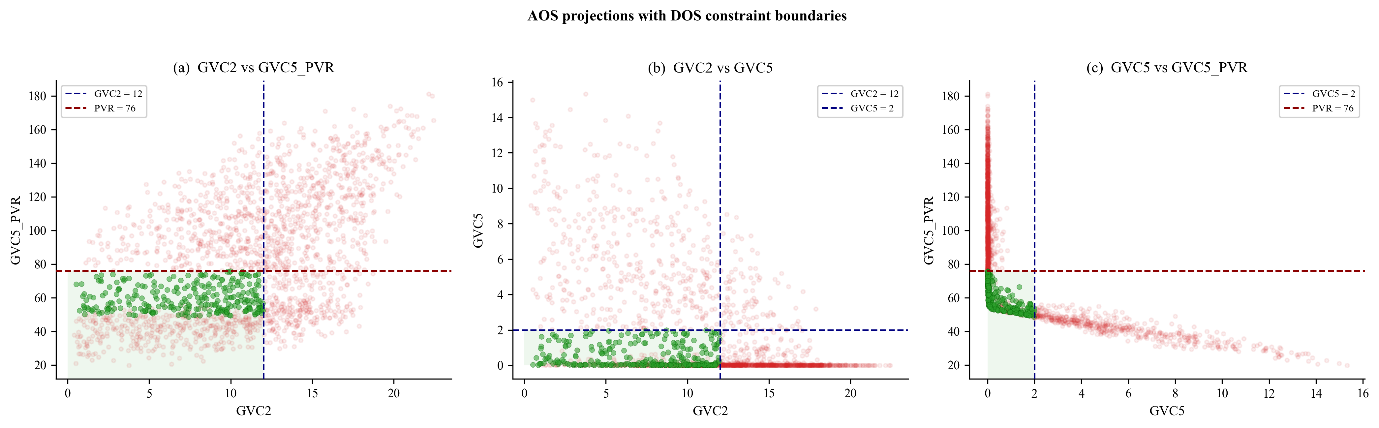 AOS projections with DOS constraint boundaries
(a) GVC2 vs GVC5_PVR
GVC2 = 12
PVR = 76
180
160
140
120
100
80
60
40
20
0
5
10
15
20
GVC5_PVR
GVC2
(b) GVC2 vs GVC5
GVC2 = 12
GVC5 = 2
16
14
12
10
8
6
4
2
0
0
5
10
15
20
GVC5
GVC2
(c) GVC5 vs GVC5_PVR
GVC5 = 2
PVR = 76
180
160
140
120
100
80
60
40
20
0
2
4
6
8
10
12
14
16
GVC5_PVR
GVC5